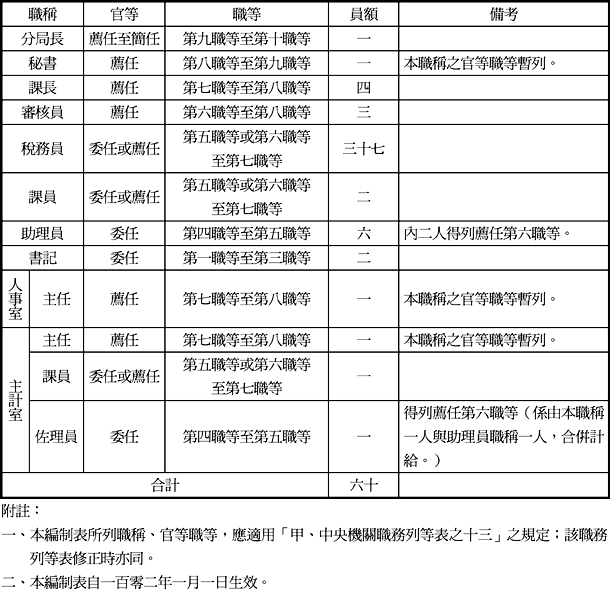 職稱 官等 職等 員額 備考
分局長 薦任至簡任 第九職等至第十職等 一
秘書 薦任 第八職等至第九職等 一 本職稱之官等職等暫列。
課長 薦任 第七職等至第八職等 四
審核員 薦任 第六職等至第八職等 三
稅務員 委任或薦任 第五職等或第六職等
至第七職等 三十七
課員 委任或薦任 第五職等或第六職等
至第七職等 二
助理員 委任 第四職等至第五職等 六 內二人得列薦任第六職等。
書記 委任 第一職等至第三職等 二
人事室 主任 薦任 第七職等至第八職等 一 本職稱之官等職等暫列。
主計室 主任 薦任 第七職等至第八職等 一 本職稱之官等職等暫列。
課員 委任或薦任 第五職等或第六職等
至第七職等 一
佐理員 委任 第四職等至第五職等 一 得列薦任第六職等（係由本職稱
一人與助理員職稱一人，合併計
給。）
合計 六十
附註：
一、本編制表所列職稱、官等職等，應適用「甲、中央機關職務列等表之十三」之規定；該職務
列等表修正時亦同。
二、本編制表自一百零二年一月一日生效。